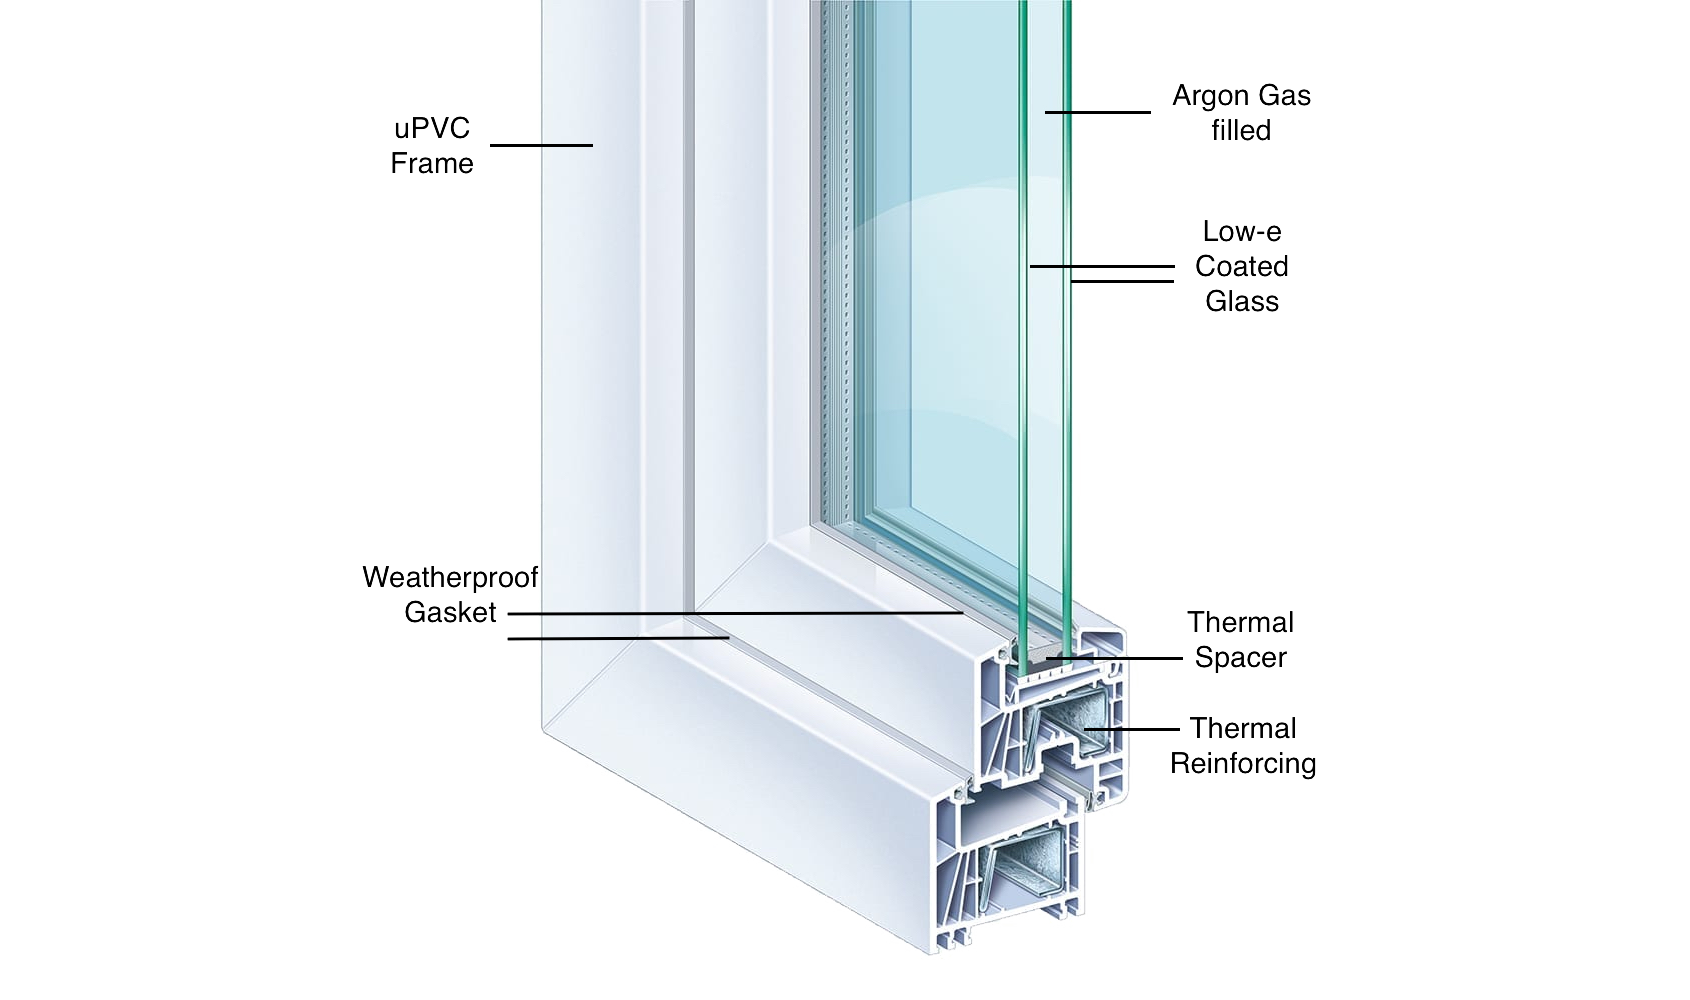 uPVC
Frame
Argon Gas
filled
Low-e
Coated
Glass
Weatherproof
Gasket
Thermal
Spacer
Thermal
Reinforcing